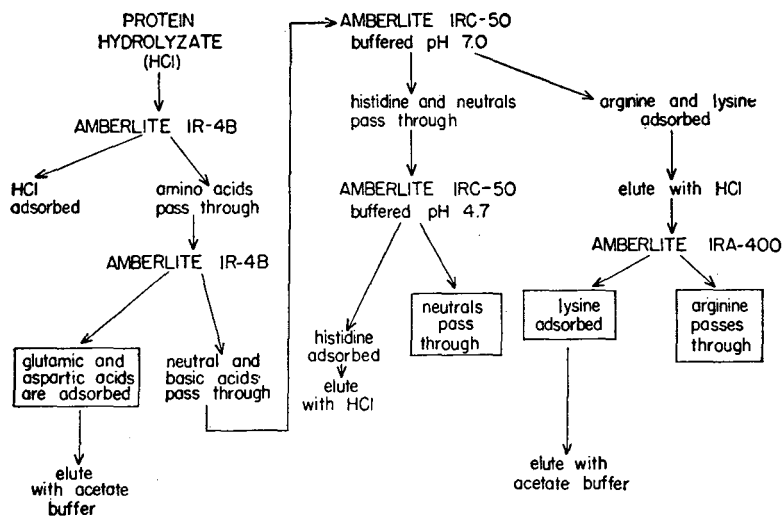 PROTEIN
HYDROLYZATE
(HCl)
AMBERLITE IR-4B
HCl
adsorbed
amino acids
pass through
AMBERLITE IR-4B
glutamic and
aspartic acids
are adsorbed
neutral and
basic acids
pass through
elute
with acetate
buffer
AMBERLITE IRC-50
buffered pH 7.0
histidine and neutrals
pass through
arginine and lysine
adsorbed
AMBERLITE IRC-50
buffered pH 4.7
elute with HCl
AMBERLITE IRA-400
histidine
adsorbed
elute
with HCl
neutrals
pass
through
lysine
adsorbed
arginine
passes
through
elute with
acetate buffer